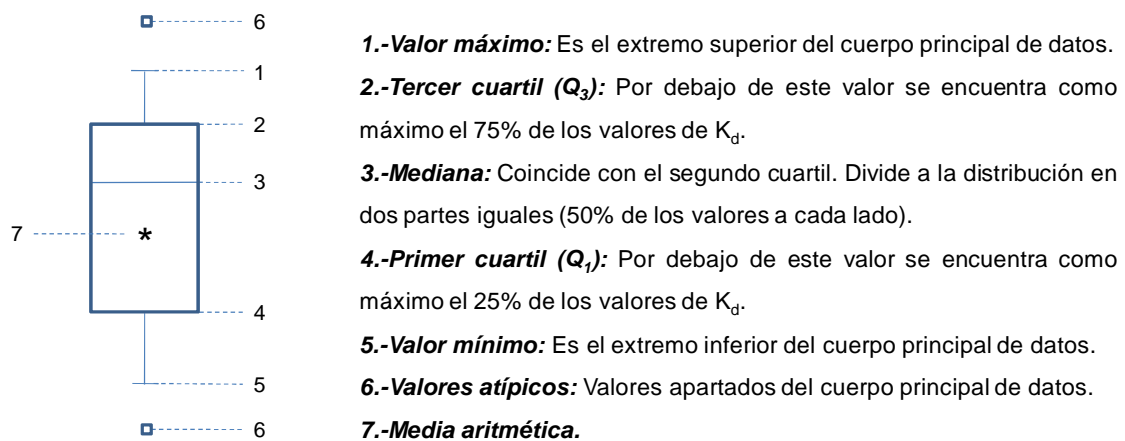 6
1
2
3
7
*
4
5
6
1.-Valor máximo: Es el extremo superior del cuerpo principal de datos.
2.-Tercer cuartil (Q3): Por debajo de este valor se encuentra como
máximo el 75% de los valores de Kd.
3.-Mediana: Coincide con el segundo cuartil. Divide a la distribución en
dos partes iguales (50% de los valores a cada lado).
4.-Primer cuartil (Q1): Por debajo de este valor se encuentra como
máximo el 25% de los valores de Kd.
5.-Valor mínimo: Es el extremo inferior del cuerpo principal de datos.
6.-Valores atípicos: Valores apartados del cuerpo principal de datos.
7.-Media aritmética.